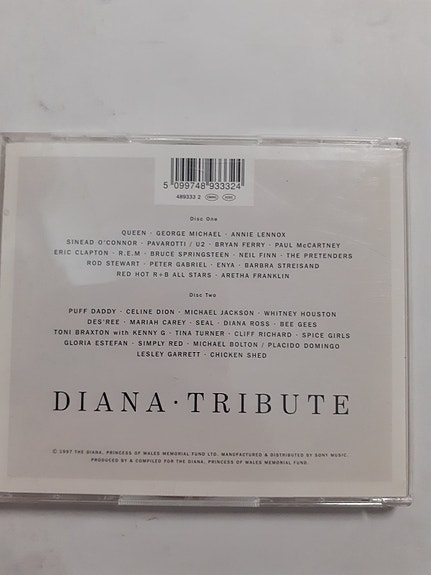 5 099748 933324
489333 2
Disc One
QUEEN · GEORGE MICHAEL · ANNIE LENNOX
SINEAD O'CONNOR · PAVAROTTI / U2 · BRYAN FERRY · PAUL McCARTNEY
ERIC CLAPTON · R.E.M · BRUCE SPRINGSTEEN · NEIL FINN · THE PRETENDERS
ROD STEWART · PETER GABRIEL · ENYA · BARBRA STREISAND
RED HOT R+B ALL STARS · ARETHA FRANKLIN
Disc Two
PUFF DADDY · CELINE DION · MICHAEL JACKSON · WHITNEY HOUSTON
DES'REE · MARIAH CAREY · SEAL · DIANA ROSS · BEE GEES
TONI BRAXTON with KENNY G · TINA TURNER · CLIFF RICHARD · SPICE GIRLS
GLORIA ESTEFAN · SIMPLY RED · MICHAEL BOLTON / PLACIDO DOMINGO
LESLEY GARRETT · CHICKEN SHED
DIANA · TRIBUTE
© 1997 THE DIANA, PRINCESS OF WALES MEMORIAL FUND LTD. MANUFACTURED & DISTRIBUTED BY SONY MUSIC.
PRODUCED BY & COMPILED FOR THE DIANA, PRINCESS OF WALES MEMORIAL FUND.